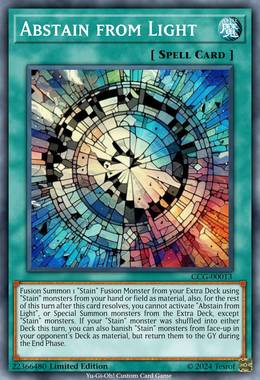 Abstain from Light
[ Spell Card ]
CCG-00013
Fusion Summon 1 "Stain" Fusion Monster from your Extra Deck using
"Stain" monsters from your hand or field as material, also, for the rest
of this turn after this card resolves, you cannot activate "Abstain from
Light", or Special Summon monsters from the Extra Deck, except
"Stain" monsters. If your "Stain" monster was shuffled into either
Deck this turn, you can also banish "Stain" monsters from face-up in
your opponent's Deck as material, but return them to the GY during
the End Phase.
22366480 Limited Edition
© 2024 Tesrot
Yu-Gi-Oh! Custom Card Game